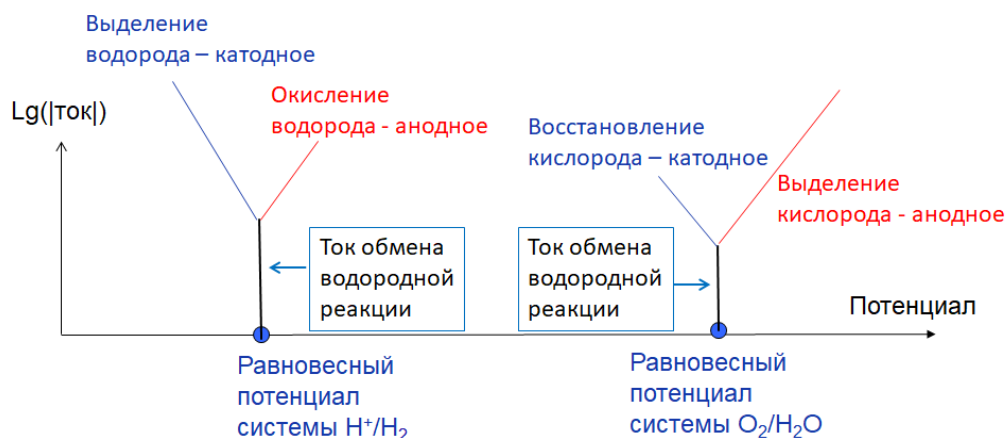 Выделение
водорода – катодное
Lg(|ток|)
Окисление
водорода - анодное
Восстановление
кислорода – катодное
Выделение
кислорода - анодное
Ток обмена
водородной
реакции
Ток обмена
водородной
реакции
Потенциал
Равновесный
потенциал
системы H⁺/H₂
Равновесный
потенциал
системы O₂/H₂O